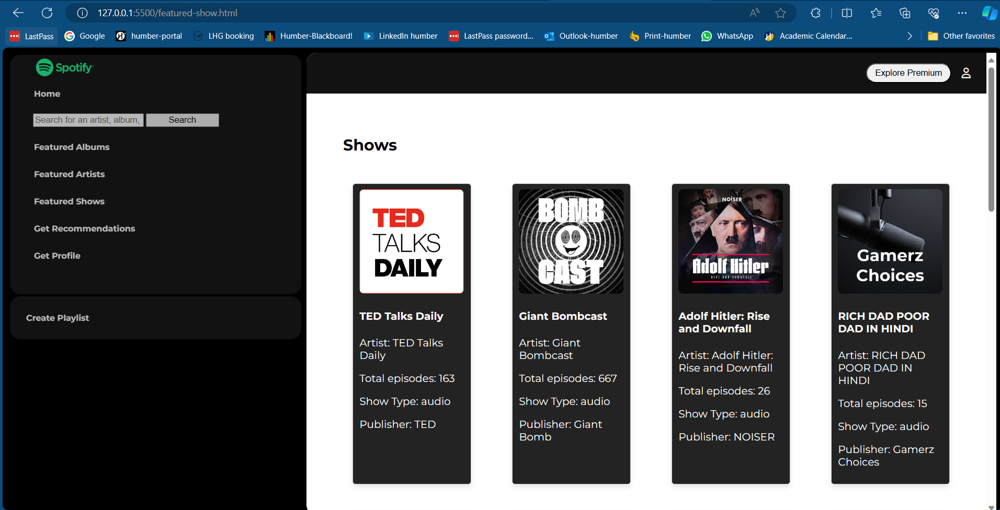 127.0.0.1:5500/featured-show.html
LastPass
Google
humber-portal
LHG booking
Humber-Blackboard!
LinkedIn humber
LastPass password...
Outlook-humber
Print-humber
WhatsApp
Academic Calendar...
Other favorites
Spotify
Home
Search for an artist, album,
Search
Featured Albums
Featured Artists
Featured Shows
Get Recommendations
Get Profile
Create Playlist
Explore Premium
Shows
TED
TALKS
DAILY
TED Talks Daily
Artist: TED Talks
Daily
Total episodes: 163
Show Type: audio
Publisher: TED
BOMB
CAST
Giant Bombcast
Artist: Giant
Bombcast
Total episodes: 667
Show Type: audio
Publisher: Giant
Bomb
NOISER
Adolf Hitler
RISE AND DOWNFALL
Adolf Hitler: Rise
and Downfall
Artist: Adolf Hitler:
Rise and Downfall
Total episodes: 26
Show Type: audio
Publisher: NOISER
Gamerz
Choices
RICH DAD POOR
DAD IN HINDI
Artist: RICH DAD
POOR DAD IN
HINDI
Total episodes: 15
Show Type: audio
Publisher: Gamerz
Choices